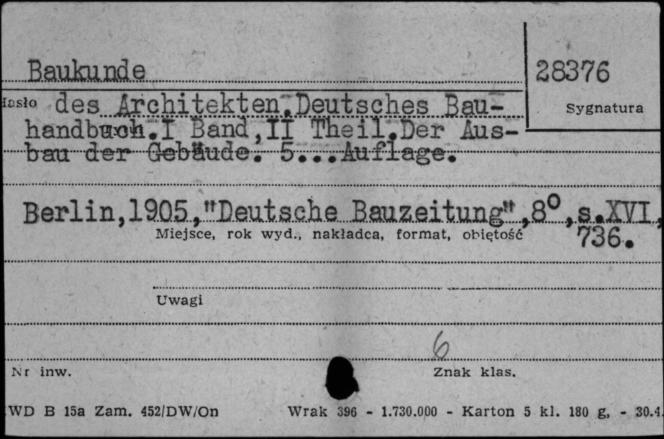 Baukunde
28376
Hasło des Architekten.Deutsches Bau-
Sygnatura
handbuch.I Band,II Theil.Der Aus-
bau der Gebäude. 5...Auflage.
Berlin,1905,"Deutsche Bauzeitung",8°,s.XVI,
Miejsce, rok wyd., nakładca, format, objętość
736.
Uwagi
6
Nr inw.
Znak klas.
WD B 15a Zam. 452/DW/On Wrak 396 - 1.730.000 - Karton 5 kl. 180 g, - 30.4.